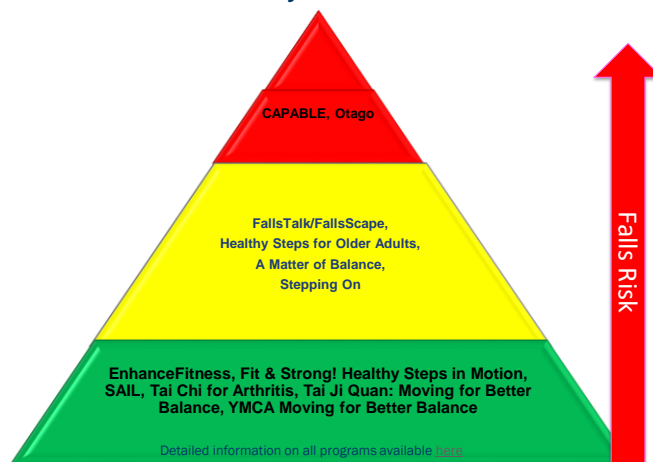 CAPABLE, Otago
FallsTalk/FallsScape,
Healthy Steps for Older Adults,
A Matter of Balance,
Stepping On
EnhanceFitness, Fit & Strong! Healthy Steps in Motion,
SAIL, Tai Chi for Arthritis, Tai Ji Quan: Moving for Better
Balance, YMCA Moving for Better Balance
Detailed information on all programs available here
Falls Risk